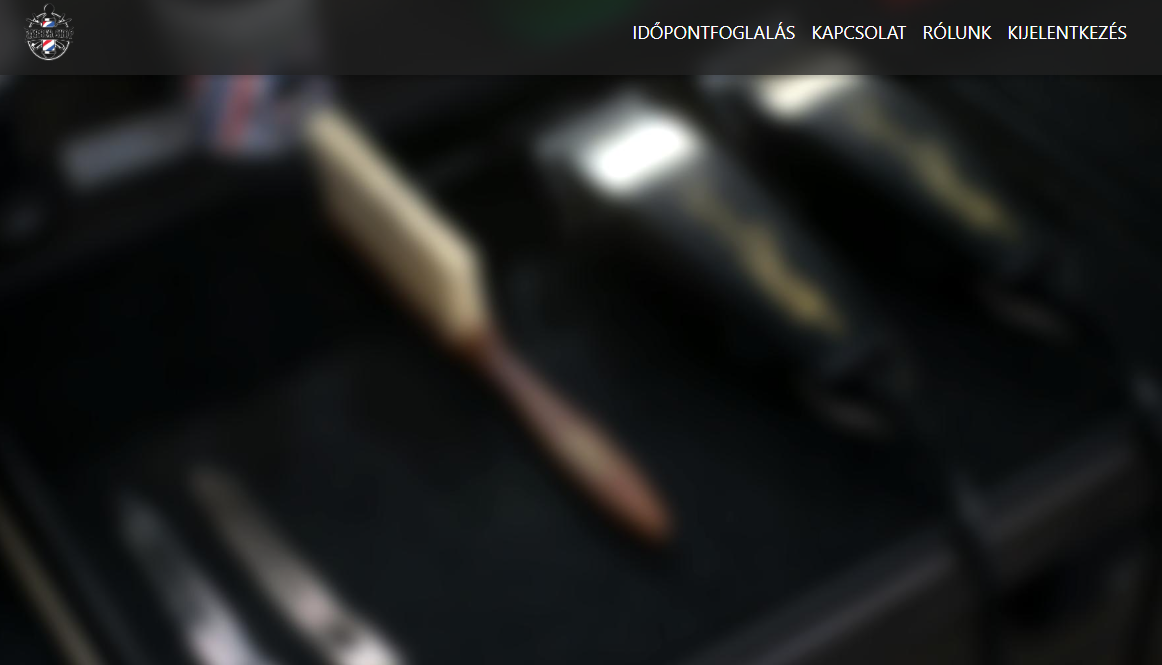 IDŐPONTFOGLALÁS KAPCSOLAT RÓLUNK KIJELENTKEZÉS